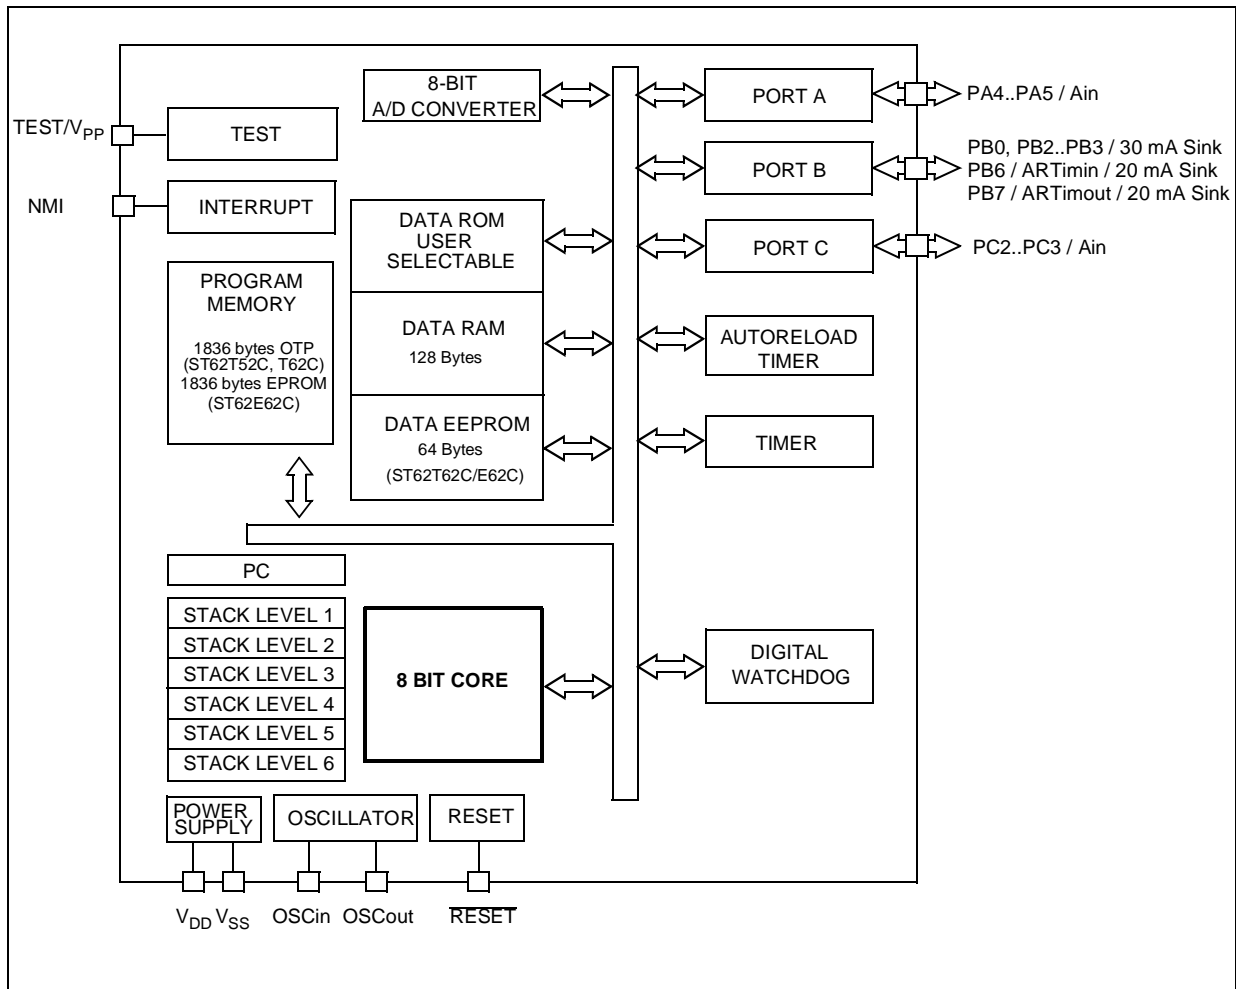 8-BIT
A/D CONVERTER
PORT A
PA4..PA5 / Ain
TEST/VPP
TEST
PORT B
PB0, PB2..PB3 / 30 mA Sink
PB6 / ARTimin / 20 mA Sink
PB7 / ARTimout / 20 mA Sink
NMI
INTERRUPT
DATA ROM
USER
SELECTABLE
PORT C
PC2..PC3 / Ain
PROGRAM
MEMORY
1836 bytes OTP
(ST62T52C, T62C)
1836 bytes EPROM
(ST62E62C)
DATA RAM
128 Bytes
AUTORELOAD
TIMER
DATA EEPROM
64 Bytes
(ST62T62C/E62C)
TIMER
PC
STACK LEVEL 1
STACK LEVEL 2
STACK LEVEL 3
STACK LEVEL 4
STACK LEVEL 5
STACK LEVEL 6
8 BIT CORE
DIGITAL
WATCHDOG
POWER
SUPPLY
OSCILLATOR
RESET
VDD VSS
OSCin OSCout
RESET